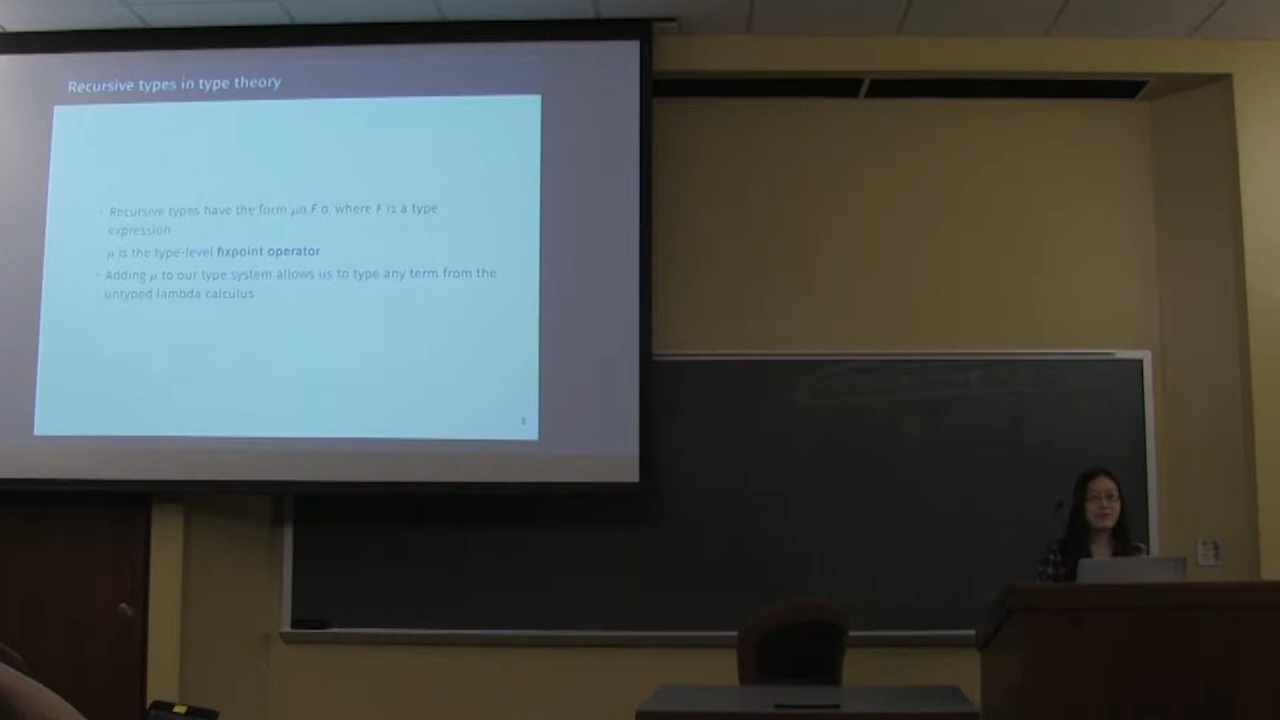 Recursive types in type theory
- Recursive types have the form μα.F α, where F is a type
expression
μ is the type-level fixpoint operator
- Adding μ to our type system allows us to type any term from the
untyped lambda calculus
6